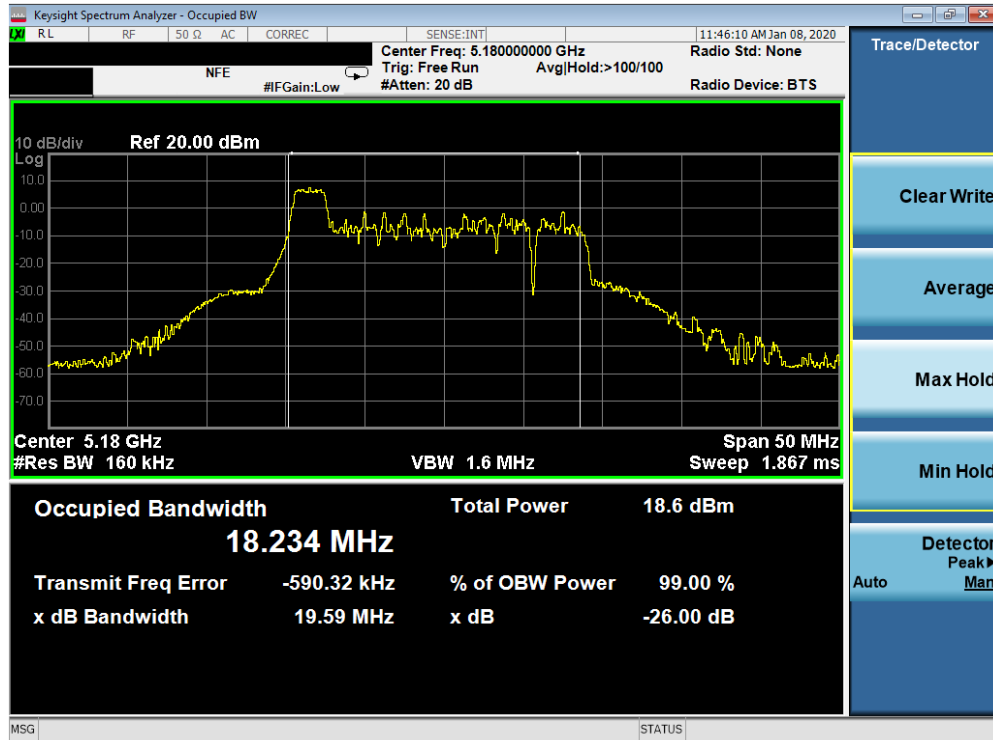 Keysight Spectrum Analyzer - Occupied BW
LXI RL RF 50 Ω AC CORREC SENSE:INT 11:46:10 AM Jan 08, 2020
Center Freq: 5.180000000 GHz Radio Std: None
NFE Trig: Free Run Avg|Hold:>100/100
#IFGain:Low #Atten: 20 dB Radio Device: BTS
10 dB/div Ref 20.00 dBm
Log
10.0
0.00
-10.0
-20.0
-30.0
-40.0
-50.0
-60.0
-70.0
Center 5.18 GHz Span 50 MHz
#Res BW 160 kHz VBW 1.6 MHz Sweep 1.867 ms
Occupied Bandwidth Total Power 18.6 dBm
18.234 MHz
Transmit Freq Error -590.32 kHz % of OBW Power 99.00 %
x dB Bandwidth 19.59 MHz x dB -26.00 dB
MSG STATUS
Trace/Detector
Clear Write
Average
Max Hold
Min Hold
Detector
Peak▶
Auto Man